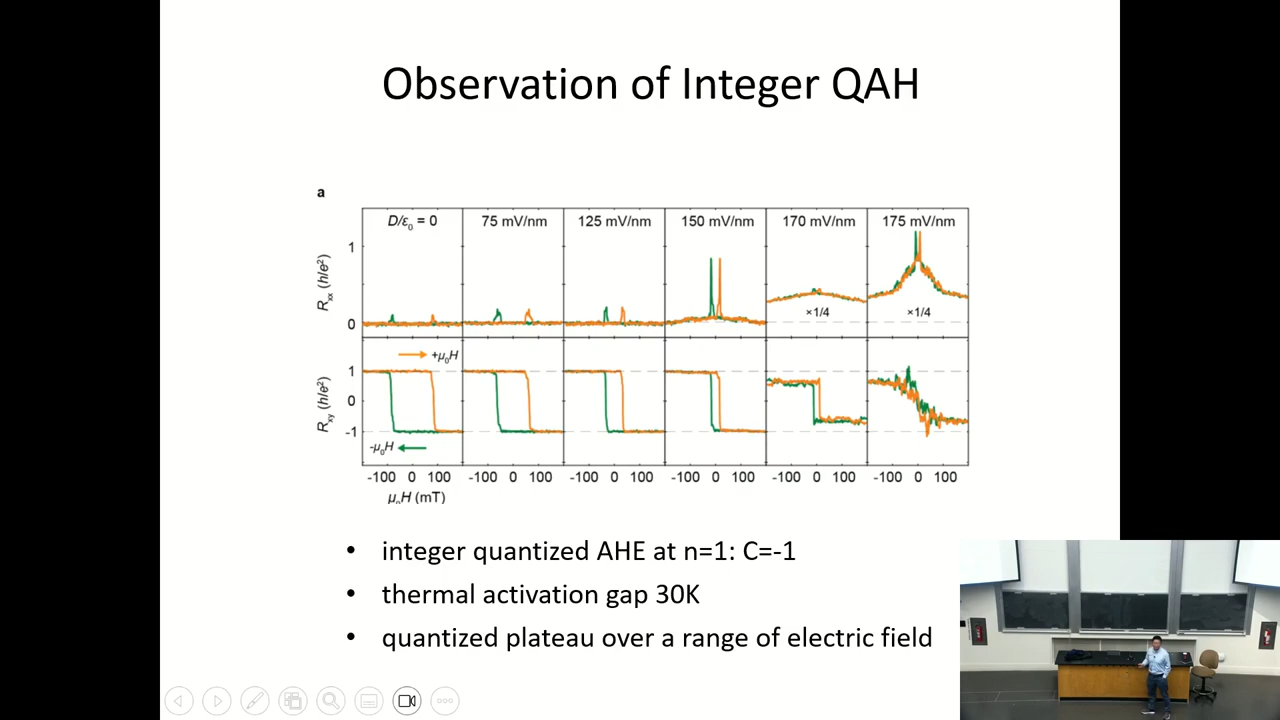 Observation of Integer QAH
a
D/ε₀ = 0 75 mV/nm 125 mV/nm 150 mV/nm 170 mV/nm 175 mV/nm
1
Rxx (h/e²)
0
×1/4 ×1/4
+μ₀H
1
Rxy (h/e²)
0
-1
-μ₀H
-100 0 100 -100 0 100 -100 0 100 -100 0 100 -100 0 100 -100 0 100
μ₀H (mT)
• integer quantized AHE at n=1: C=-1
• thermal activation gap 30K
• quantized plateau over a range of electric field